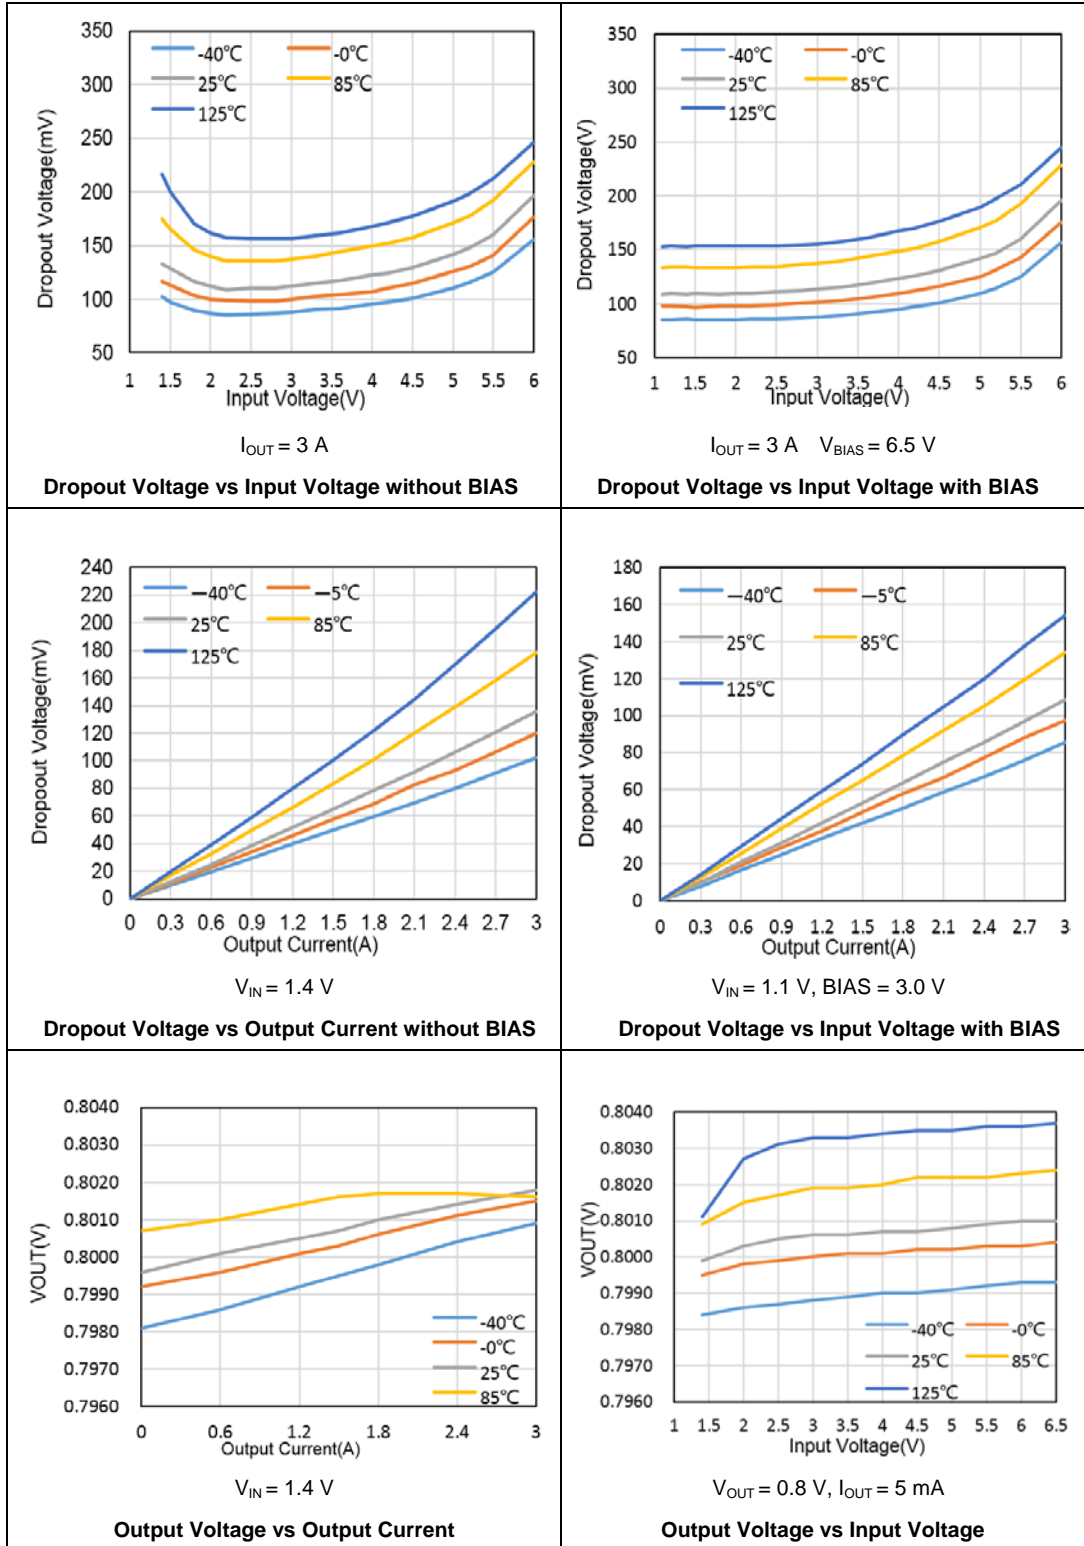 350
300
250
200
150
100
50
Dropout Voltage(mV)
-40℃
-0℃
25℃
85℃
125℃
1 1.5 2 2.5 3 3.5 4 4.5 5 5.5 6
Input Voltage(V)
IOUT = 3 A
Dropout Voltage vs Input Voltage without BIAS
350
300
250
200
150
100
50
Dropout Voltage(V)
-40℃
-0℃
25℃
85℃
125℃
1 1.5 2 2.5 3 3.5 4 4.5 5 5.5 6
Input Voltage(V)
IOUT = 3 A VBIAS = 6.5 V
Dropout Voltage vs Input Voltage with BIAS
240
220
200
180
160
140
120
100
80
60
40
20
0
Dropoout Voltage(mV)
—40℃
—5℃
25℃
85℃
125℃
0 0.3 0.6 0.9 1.2 1.5 1.8 2.1 2.4 2.7 3
Output Current(A)
VIN = 1.4 V
Dropout Voltage vs Output Current without BIAS
180
160
140
120
100
80
60
40
20
0
Dropout Voltage(mV)
—40℃
—5℃
25℃
85℃
125℃
0 0.3 0.6 0.9 1.2 1.5 1.8 2.1 2.4 2.7 3
Output Current(A)
VIN = 1.1 V, BIAS = 3.0 V
Dropout Voltage vs Input Voltage with BIAS
0.8040
0.8030
0.8020
0.8010
0.8000
0.7990
0.7980
0.7970
0.7960
VOUT(V)
-40℃
-0℃
25℃
85℃
0 0.6 1.2 1.8 2.4 3
Output Current(A)
VIN = 1.4 V
Output Voltage vs Output Current
0.8040
0.8030
0.8020
0.8010
0.8000
0.7990
0.7980
0.7970
0.7960
VOUT(V)
-40℃
-0℃
25℃
85℃
125℃
1 1.5 2 2.5 3 3.5 4 4.5 5 5.5 6 6.5
Input Voltage(V)
VOUT = 0.8 V, IOUT = 5 mA
Output Voltage vs Input Voltage